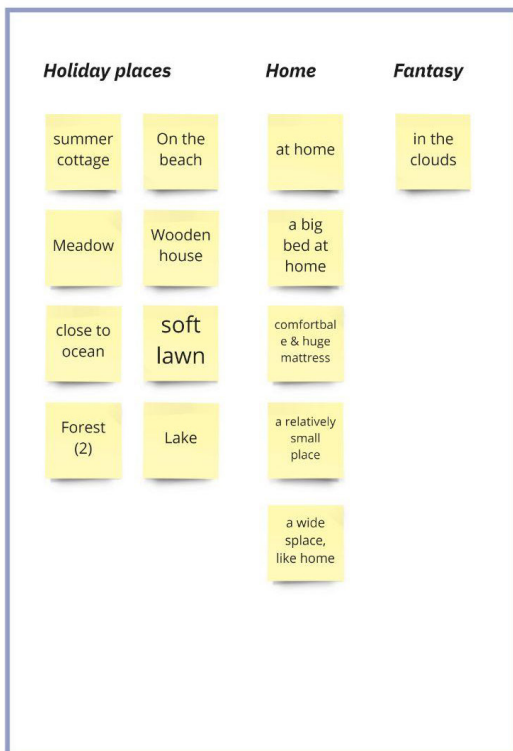 Holiday places
Home
Fantasy
summer
cottage
On the
beach
at home
in the
clouds
Meadow
Wooden
house
a big
bed at
home
close to
ocean
soft
lawn
comfortbal
e & huge
mattress
Forest
(2)
Lake
a relatively
small
place
a wide
splace,
like home